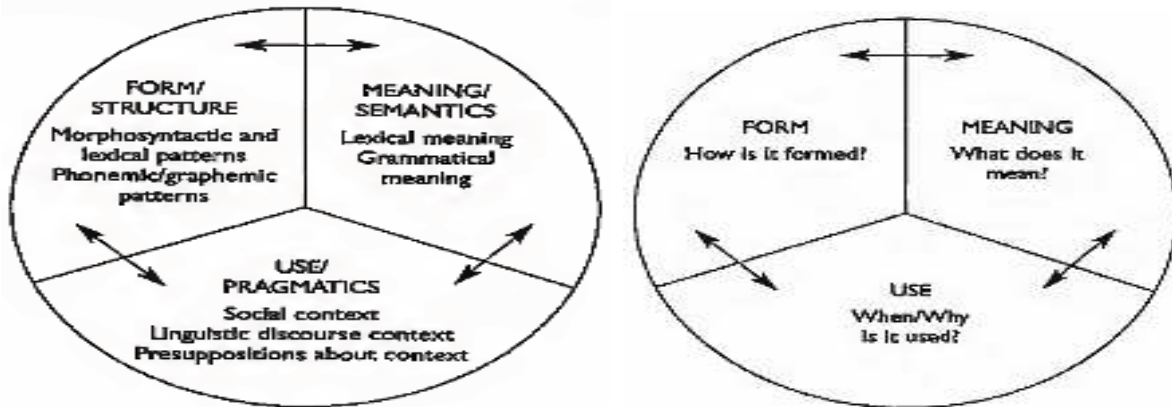 FORM/
STRUCTURE
Morphosyntactic and
lexical patterns
Phonemic/graphemic
patterns
MEANING/
SEMANTICS
Lexical meaning
Grammatical
meaning
USE/
PRAGMATICS
Social context
Linguistic discourse context
Presuppositions about context
FORM
How is it formed?
MEANING
What does it
mean?
USE
When/Why
Is it used?